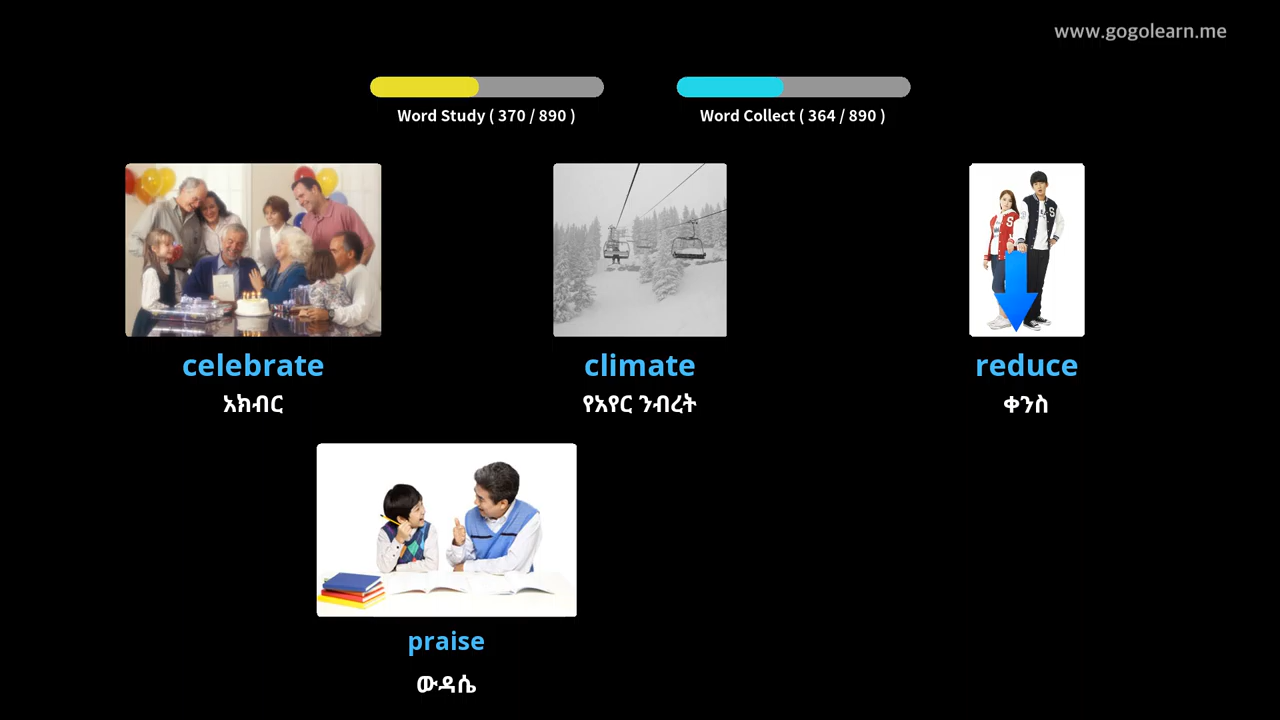 www.gogolearn.me
Word Study ( 370 / 890 )
Word Collect ( 364 / 890 )
celebrate
አክብር
climate
የአየር ንብረት
reduce
ቀንስ
praise
ውዳሴ